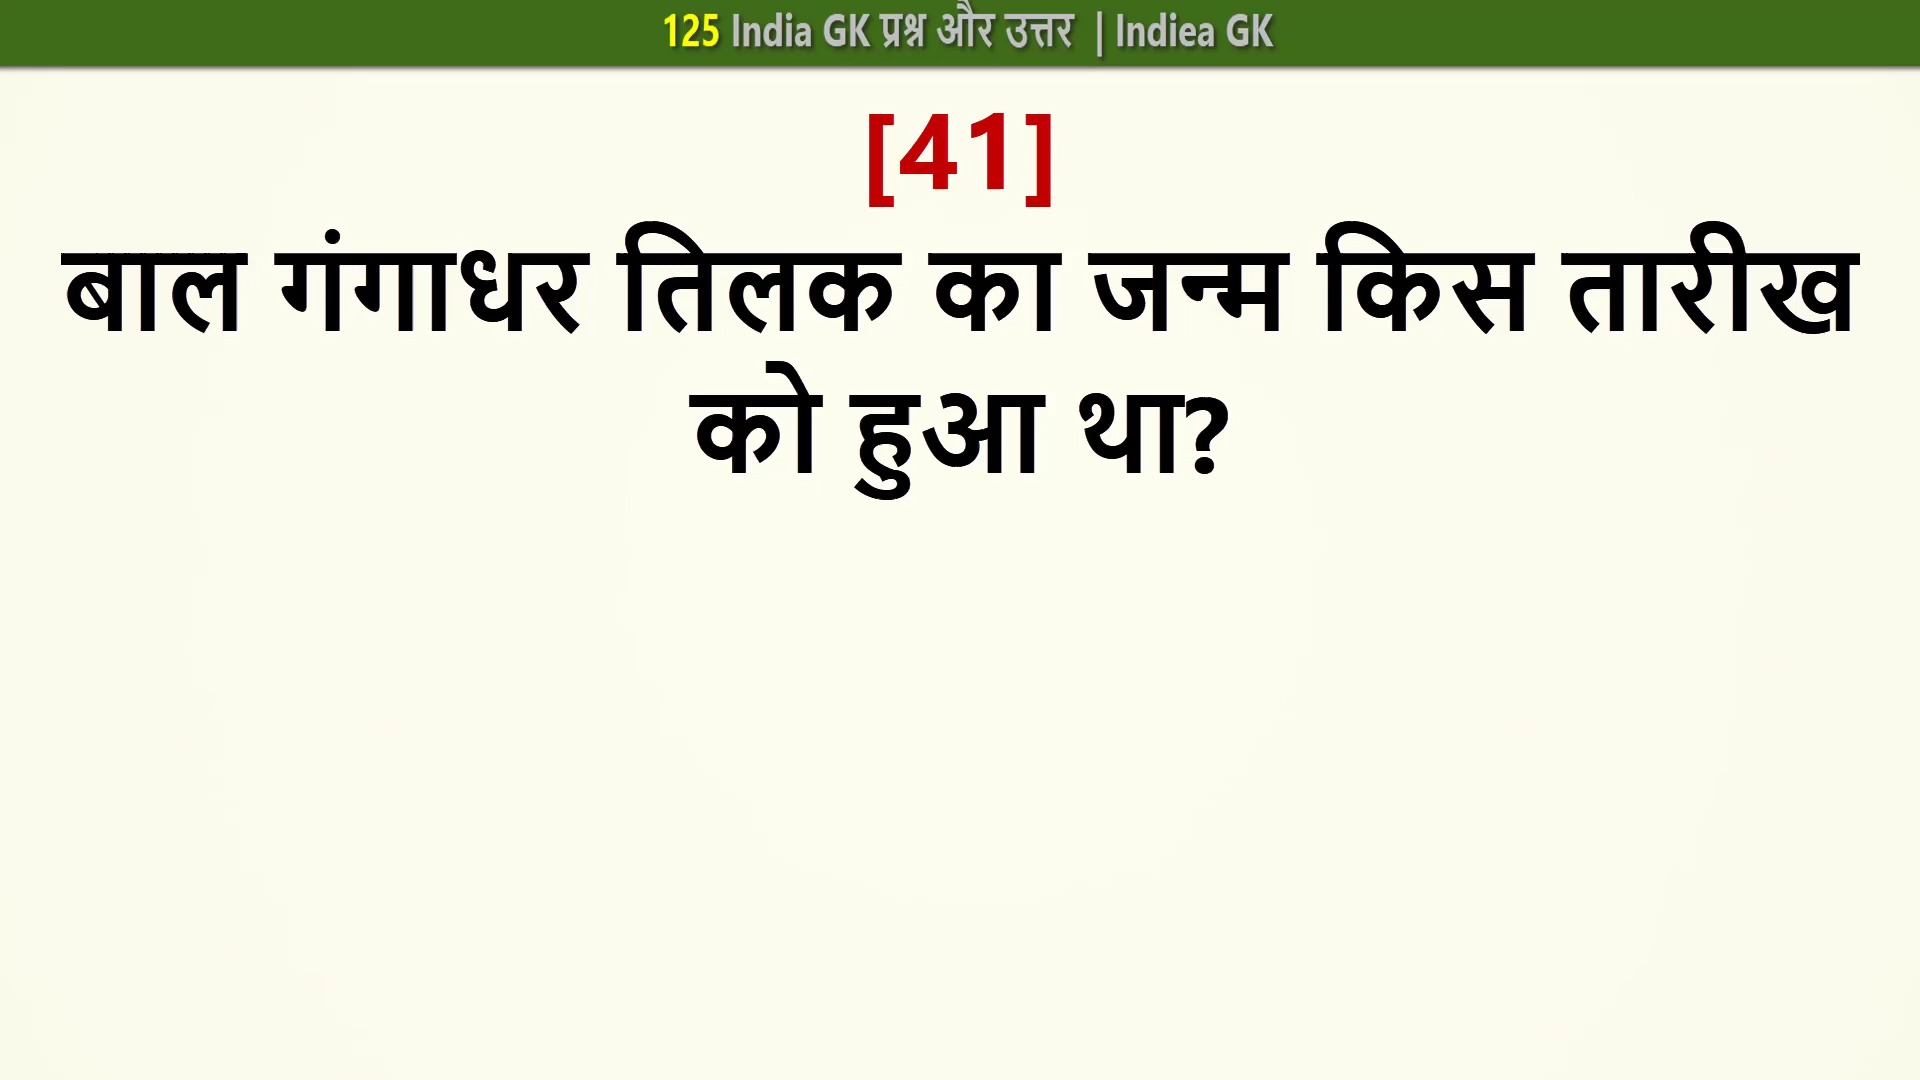 125 India GK प्रश्न और उत्तर | Indiea GK
[41]
बाल गंगाधर तिलक का जन्म किस तारीख
को हुआ था?